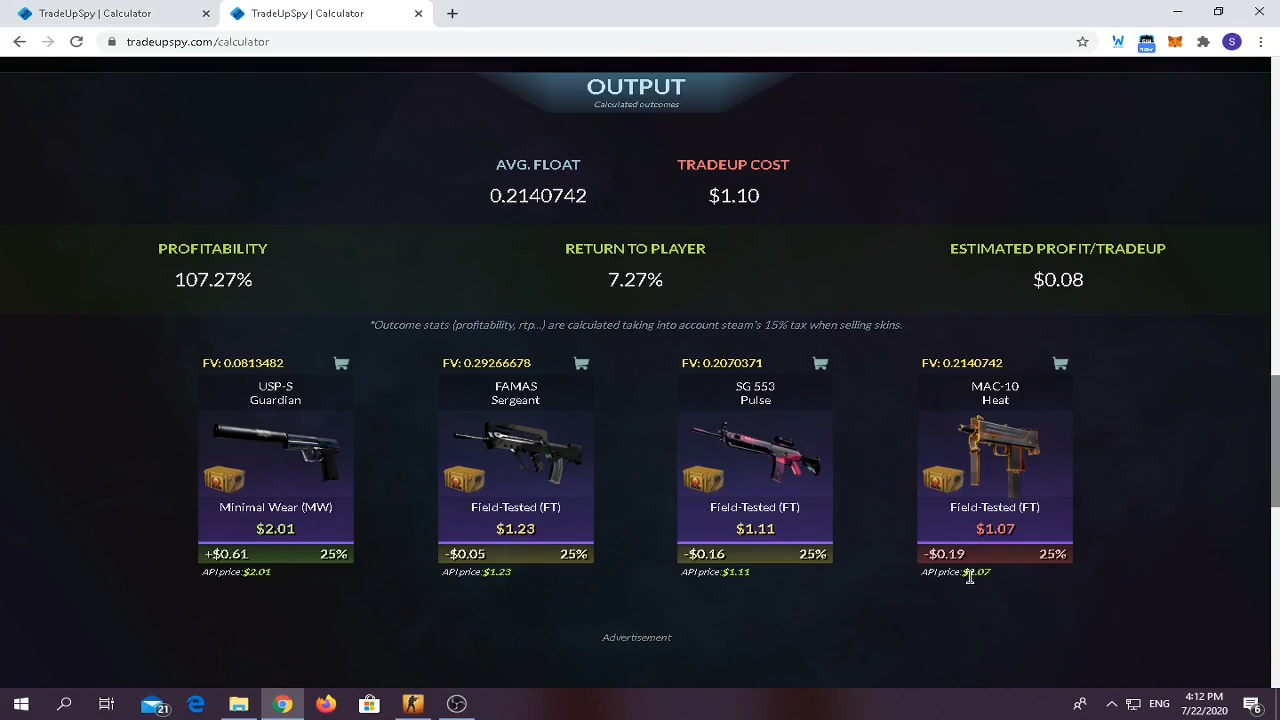 TradeUpSpy | Calculator
TradeUpSpy | Calculator
tradeupspy.com/calculator
OUTPUT
Calculated outcomes
AVG. FLOAT
TRADEUP COST
0.2140742
$1.10
PROFITABILITY
RETURN TO PLAYER
ESTIMATED PROFIT/TRADEUP
107.27%
7.27%
$0.08
*Outcome stats (profitability, rtp...) are calculated taking into account steam's 15% tax when selling skins.
FV: 0.0813482
FV: 0.29266678
FV: 0.2070371
FV: 0.2140742
USP-S
Guardian
FAMAS
Sergeant
SG 553
Pulse
MAC-10
Heat
Minimal Wear (MW)
Field-Tested (FT)
Field-Tested (FT)
Field-Tested (FT)
$2.01
$1.23
$1.11
$1.07
+$0.61 25%
-$0.05 25%
-$0.16 25%
-$0.19 25%
API price:$2.01
API price:$1.23
API price:$1.11
API price:
Advertisement
21
ENG
4:12 PM
7/22/2020
6